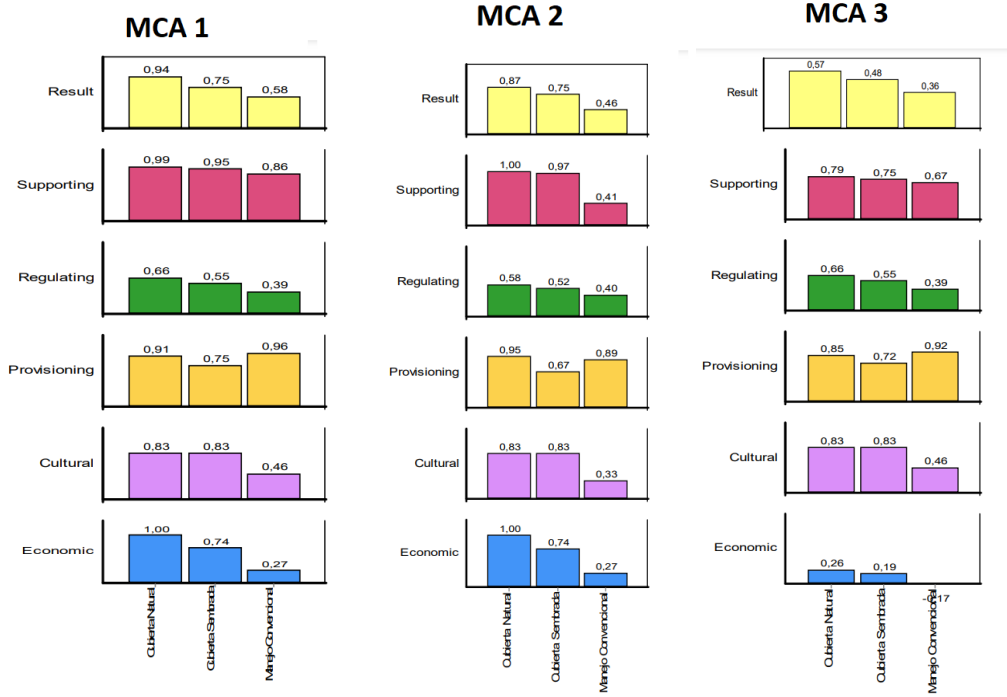 MCA 1
Result
0,94 0,75 0,58
Supporting
0,99 0,95 0,86
Regulating
0,66 0,55 0,39
Provisioning
0,91 0,75 0,96
Cultural
0,83 0,83 0,46
Economic
1,00 0,74 0,27
Cubierta Natural
Cubierta Sembrada
Manejo Convencional
MCA 2
Result
0,87 0,75 0,46
Supporting
1,00 0,97 0,41
Regulating
0,58 0,52 0,40
Provisioning
0,95 0,67 0,89
Cultural
0,83 0,83 0,33
Economic
1,00 0,74 0,27
Cubierta Natural
Cubierta Sembrada
Manejo Convencional
MCA 3
Result
0,57 0,48 0,36
Supporting
0,79 0,75 0,67
Regulating
0,66 0,55 0,39
Provisioning
0,85 0,72 0,92
Cultural
0,83 0,83 0,46
Economic
0,26 0,19
Cubierta Natural
Cubierta Sembrada
Manejo Convencional